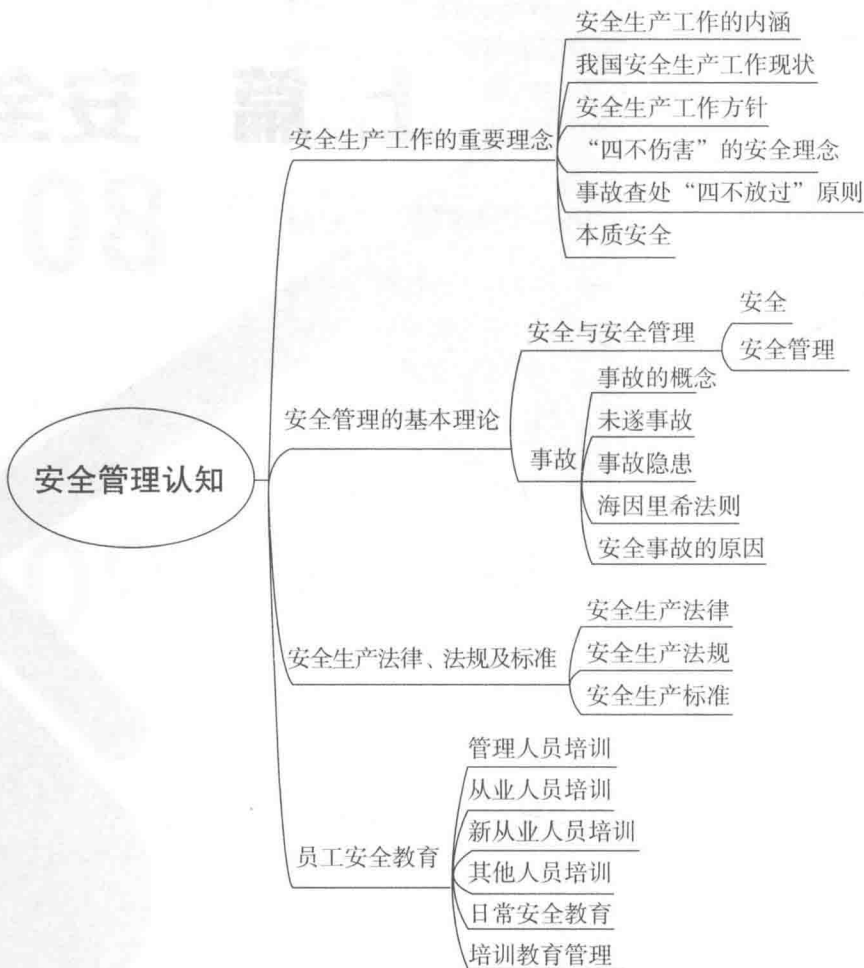 安全管理认知
安全生产工作的重要理念
安全生产工作的内涵
我国安全生产工作现状
安全生产工作方针
“四不伤害”的安全理念
事故查处“四不放过”原则
本质安全
安全管理的基本理论
安全与安全管理
安全
安全管理
事故
事故的概念
未遂事故
事故隐患
海因里希法则
安全事故的原因
安全生产法律、法规及标准
安全生产法律
安全生产法规
安全生产标准
员工安全教育
管理人员培训
从业人员培训
新从业人员培训
其他人员培训
日常安全教育
培训教育管理